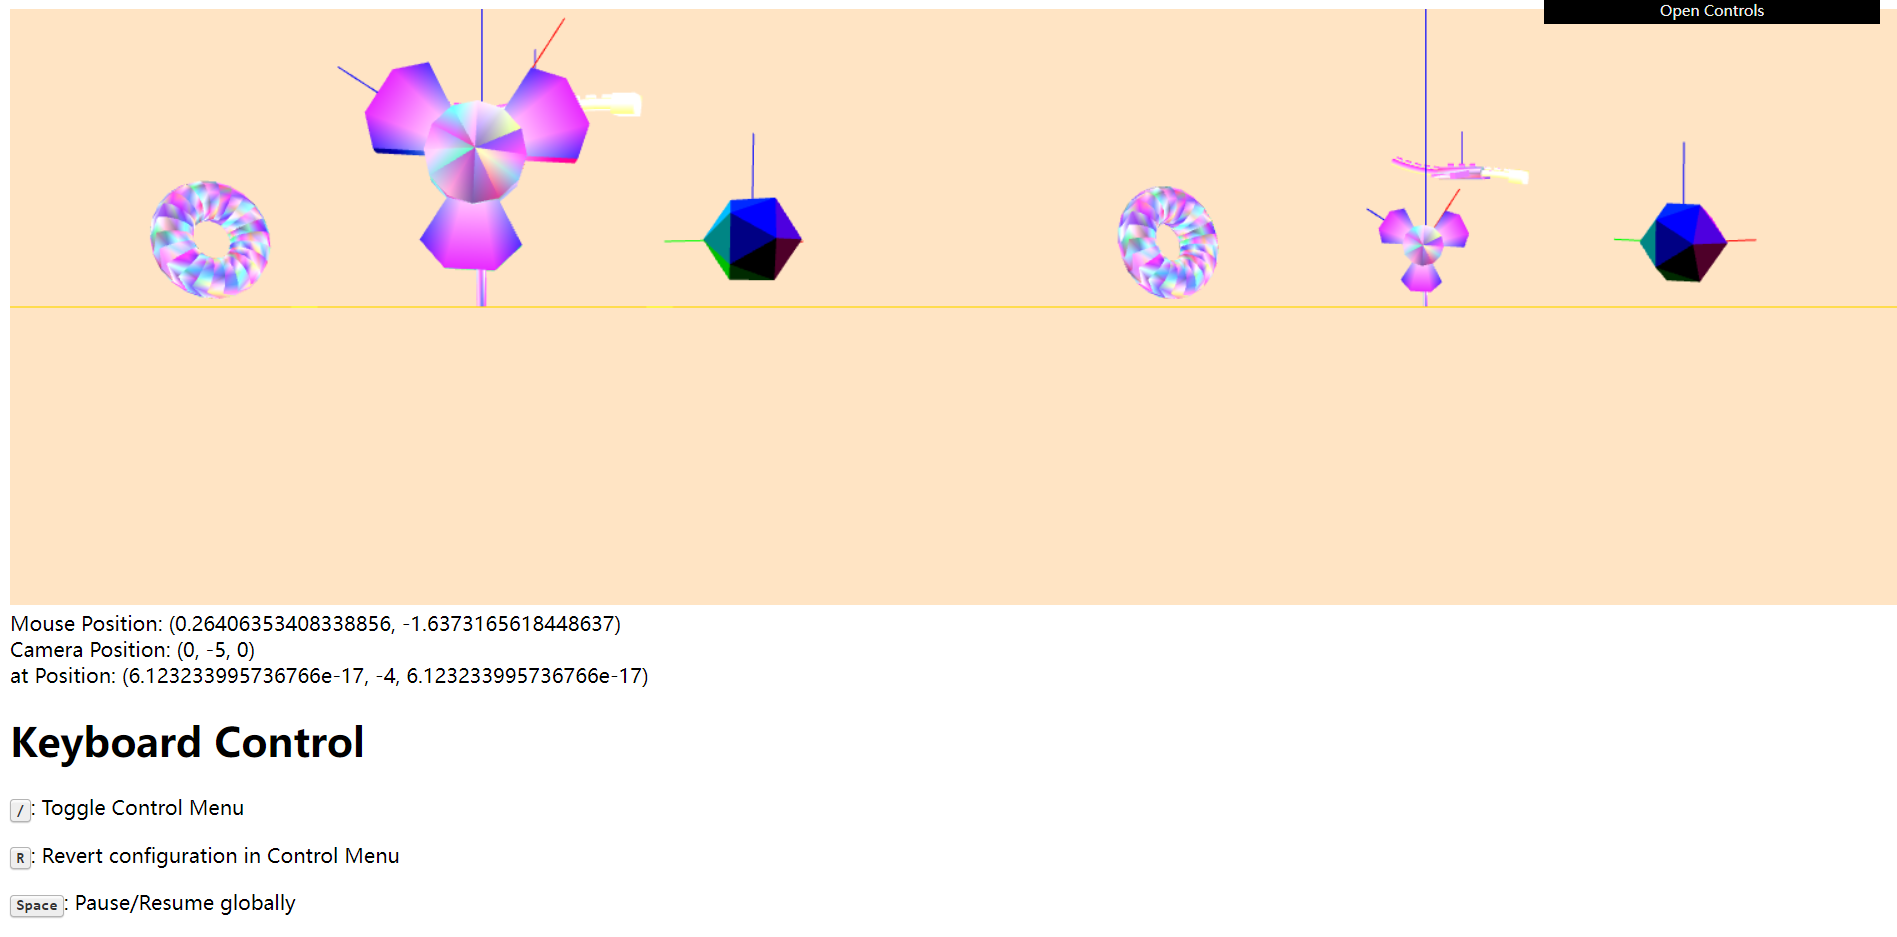 Open Controls
Mouse Position: (0.26406353408338856, -1.6373165618448637)
Camera Position: (0, -5, 0)
at Position: (6.123233995736766e-17, -4, 6.123233995736766e-17)
Keyboard Control
/: Toggle Control Menu
R: Revert configuration in Control Menu
Space: Pause/Resume globally